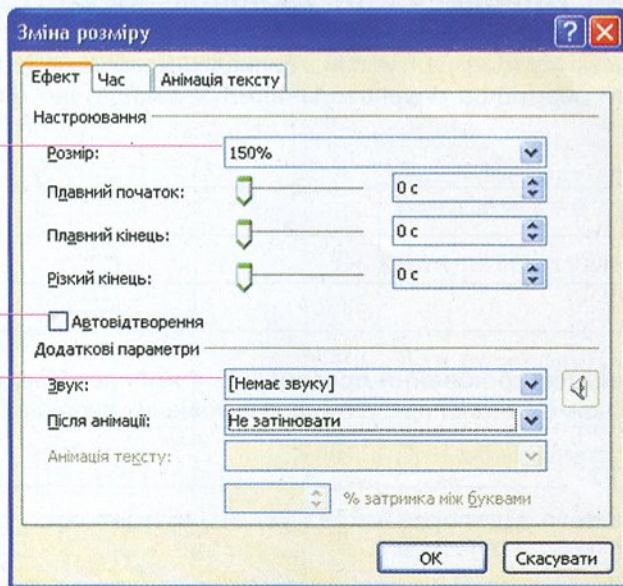 Зміна розміру
Ефект Час Анімація тексту
Настроювання
Розмір: 150%
Плавний початок: 0 с
Плавний кінець: 0 с
Різкий кінець: 0 с
Автовідтворення
Додаткові параметри
Звук: [Немає звуку]
Після анімації: Не затінювати
Анімація тексту:
% затримка між буквами
ОК Скасувати